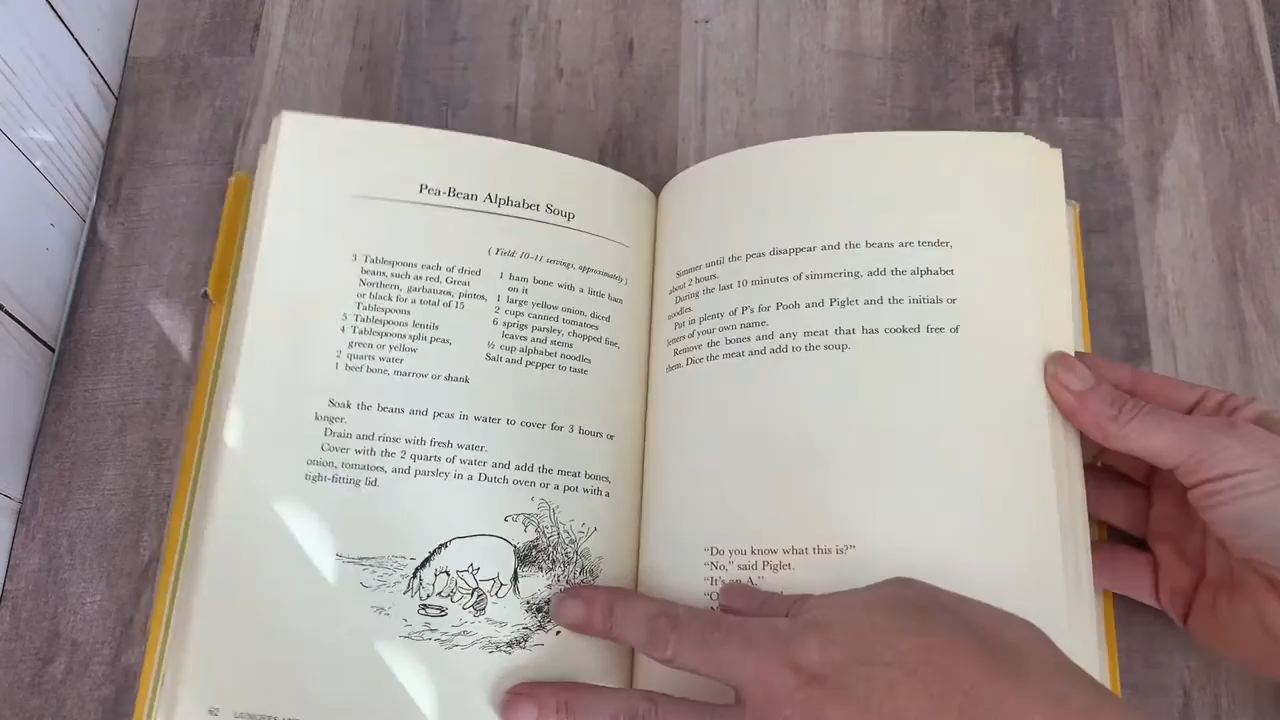 Pea-Bean Alphabet Soup
( Yield: 10-11 servings, approximately )
3 Tablespoons each of dried
beans, such as red, Great
Northern, garbanzos, pintos,
or black for a total of 15
Tablespoons
5 Tablespoons lentils
4 Tablespoons split peas,
green or yellow
2 quarts water
1 beef bone, marrow or shank
1 ham bone with a little ham
on it
1 large yellow onion, diced
2 cups canned tomatoes
6 sprigs parsley, chopped fine,
leaves and stems
½ cup alphabet noodles
Salt and pepper to taste
Soak the beans and peas in water to cover for 3 hours or
longer.
Drain and rinse with fresh water.
Cover with the 2 quarts of water and add the meat bones,
onion, tomatoes, and parsley in a Dutch oven or a pot with a
tight-fitting lid.
Simmer until the peas disappear and the beans are tender,
about 2 hours.
During the last 10 minutes of simmering, add the alphabet
noodles.
Put in plenty of P's for Pooh and Piglet and the initials or
letters of your own name.
Remove the bones and any meat that has cooked free of
them. Dice the meat and add to the soup.
"Do you know what this is?"
"No," said Piglet.
"It's an A."